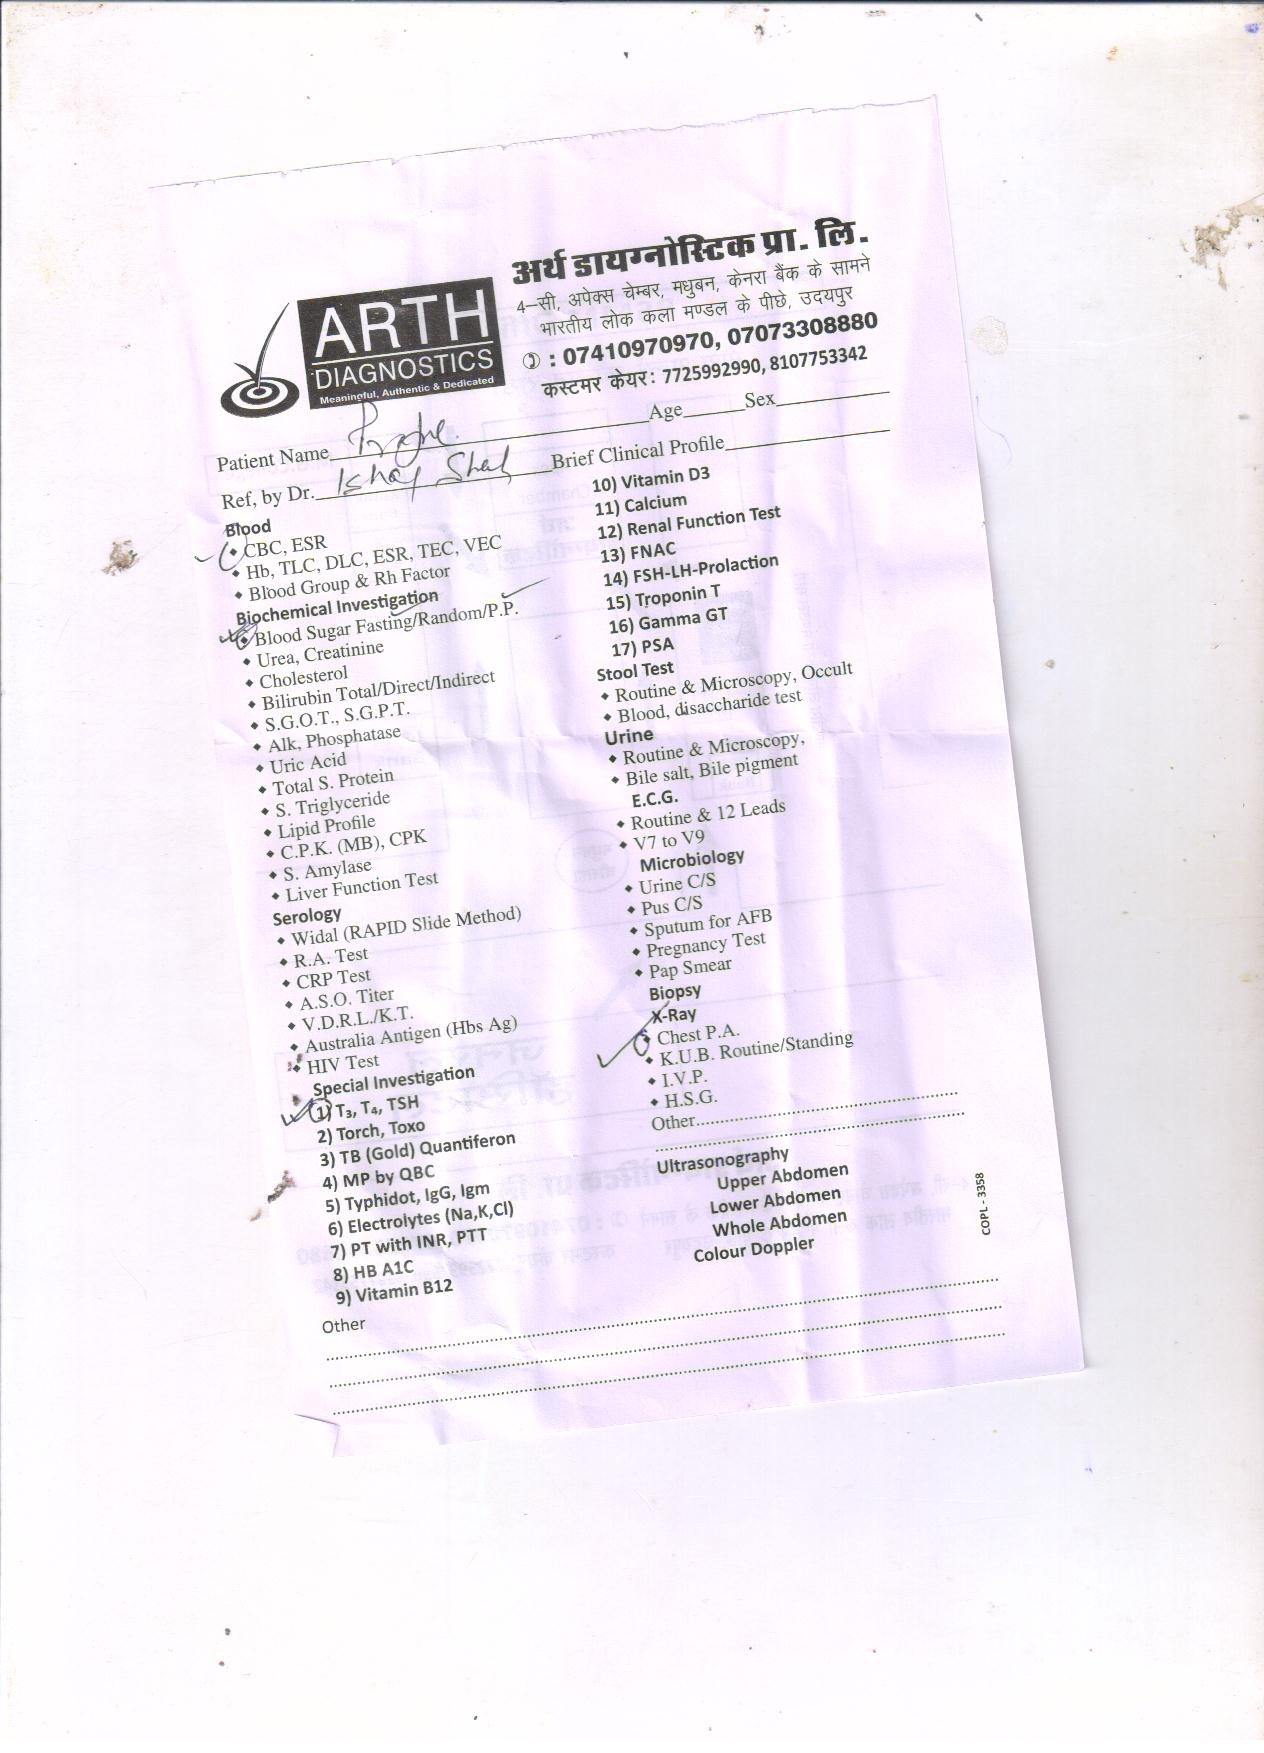 अर्थ डायग्नोस्टिक प्रा. लि.
4–सी, अपेक्स चेम्बर, मधुबन, केनरा बैंक के सामने
भारतीय लोक कला मण्डल के पीछे, उदयपुर
: 07410970970, 07073308880
कस्टमर केयर: 7725992990, 8107753342
ARTH
DIAGNOSTICS
Meaningful, Authentic & Dedicated
Patient Name Age Sex
Ref, by Dr. Shah Brief Clinical Profile
Blood
CBC, ESR
Hb, TLC, DLC, ESR, TEC, VEC
Blood Group & Rh Factor
Biochemical Investigation
Blood Sugar Fasting/Random/P.P.
Urea, Creatinine
Cholesterol
Bilirubin Total/Direct/Indirect
S.G.O.T., S.G.P.T.
Alk, Phosphatase
Uric Acid
Total S. Protein
S. Triglyceride
Lipid Profile
C.P.K. (MB), CPK
S. Amylase
Liver Function Test
Serology
Widal (RAPID Slide Method)
R.A. Test
CRP Test
A.S.O. Titer
V.D.R.L./K.T.
Australia Antigen (Hbs Ag)
HIV Test
Special Investigation
1) T₃, T₄, TSH
2) Torch, Toxo
3) TB (Gold) Quantiferon
4) MP by QBC
5) Typhidot, IgG, Igm
6) Electrolytes (Na,K,Cl)
7) PT with INR, PTT
8) HB A1C
9) Vitamin B12
10) Vitamin D3
11) Calcium
12) Renal Function Test
13) FNAC
14) FSH-LH-Prolaction
15) Troponin T
16) Gamma GT
17) PSA
Stool Test
Routine & Microscopy, Occult
Blood, disaccharide test
Urine
Routine & Microscopy,
Bile salt, Bile pigment
E.C.G.
Routine & 12 Leads
V7 to V9
Microbiology
Urine C/S
Pus C/S
Sputum for AFB
Pregnancy Test
Pap Smear
Biopsy
X-Ray
Chest P.A.
K.U.B. Routine/Standing
I.V.P.
H.S.G.
Other
Ultrasonography
Upper Abdomen
Lower Abdomen
Whole Abdomen
Colour Doppler
COPL - 3358
Other